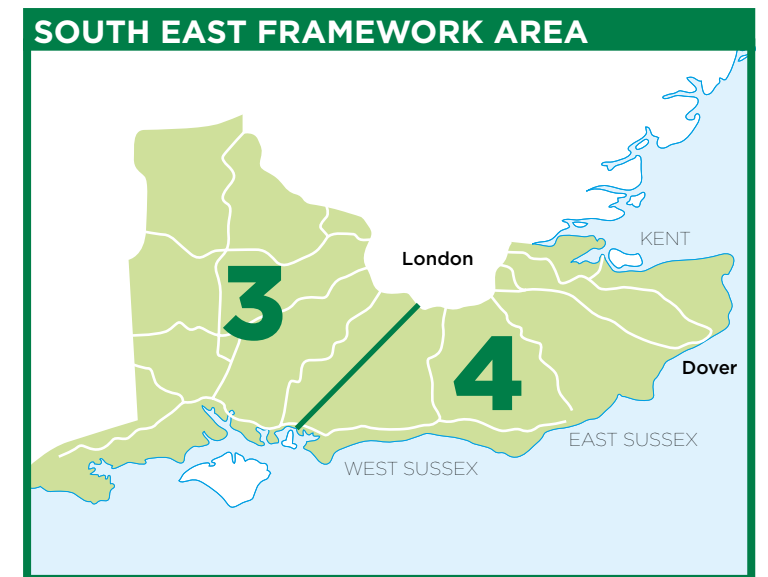 SOUTH EAST FRAMEWORK AREA
KENT
London
3
4
Dover
EAST SUSSEX
WEST SUSSEX